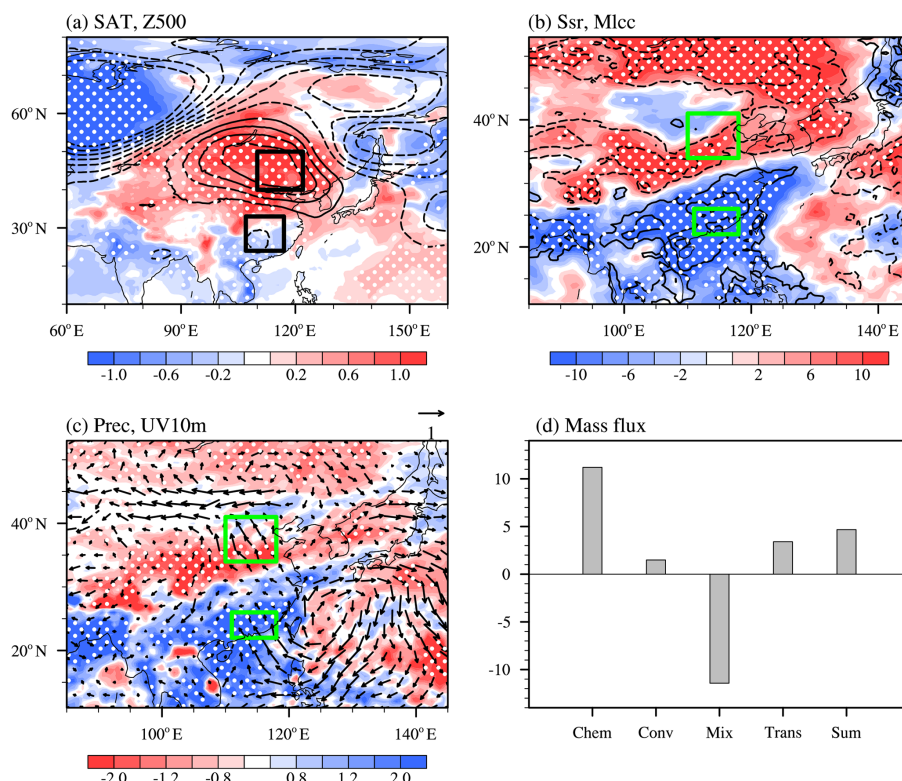 (a) SAT, Z500
60° N
30° N
60° E
90° E
120° E
150° E
-1.0
-0.6
-0.2
0.2
0.6
1.0
(b) Ssr, Mlcc
40° N
20° N
100° E
120° E
140° E
-10
-6
-2
2
6
10
(c) Prec, UV10m
1
40° N
20° N
100° E
120° E
140° E
-2.0
-1.2
-0.8
0.8
1.2
2.0
(d) Mass flux
10
5
0
-5
-10
Chem
Conv
Mix
Trans
Sum